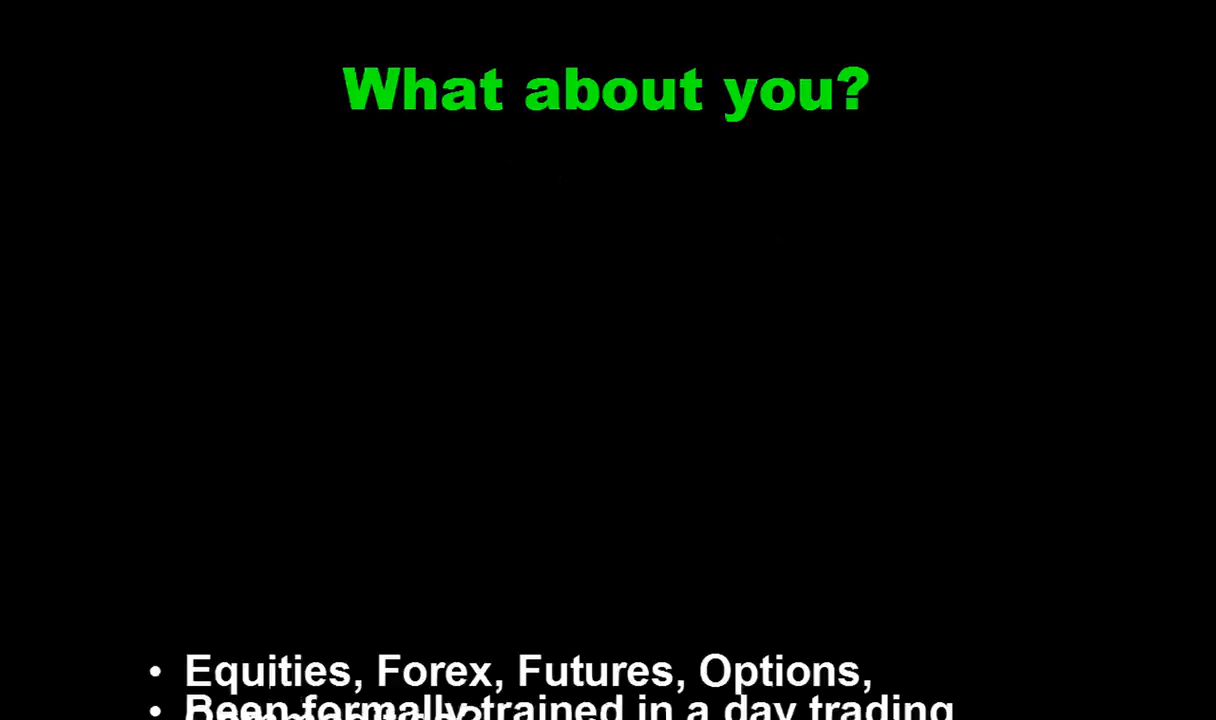 What about you?
• Equities, Forex, Futures, Options,
• Been formally trained in a day trading